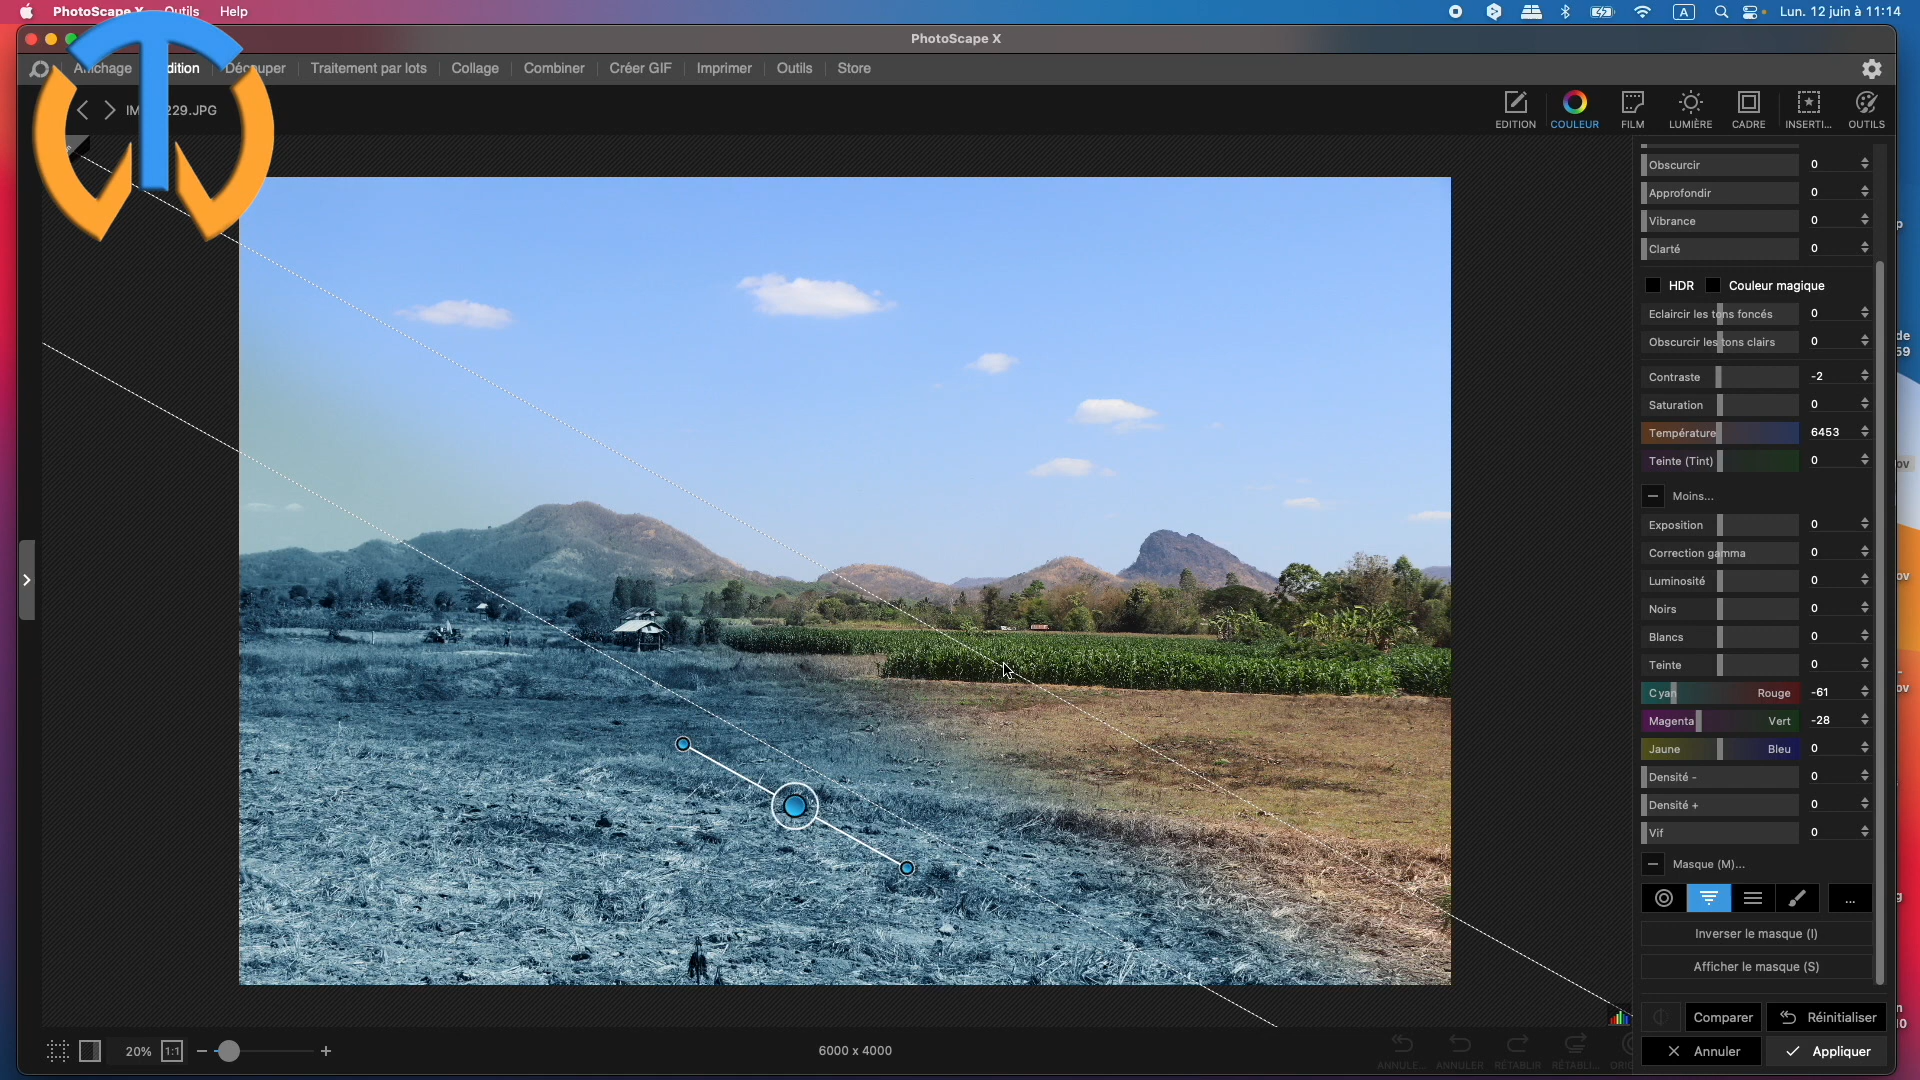 PhotoScape X Outils Help
A Lun. 12 juin à 11:14
PhotoScape X
Affichage Edition Découper Traitement par lots Collage Combiner Créer GIF Imprimer Outils Store
29.JPG
EDITION COULEUR FILM LUMIÈRE CADRE INSERTI... OUTILS
Obscurcir 0
Approfondir 0
Vibrance 0
Clarté 0
HDR Couleur magique
Eclaircir les tons foncés 0
Obscurcir les tons clairs 0
Contraste -2
Saturation 0
Température 6453
Teinte (Tint) 0
Moins...
Exposition 0
Correction gamma 0
Luminosité 0
Noirs 0
Blancs 0
Teinte 0
Cyan Rouge -61
Magenta Vert -28
Jaune Bleu 0
Densité - 0
Densité + 0
Vif 0
Masque (M)...
...
Inverser le masque (I)
Afficher le masque (S)
Comparer Réinitialiser
20% 1:1 6000 x 4000
ANNULE... ANNULER RÉTABLIR RÉTABLI...
Annuler Appliquer